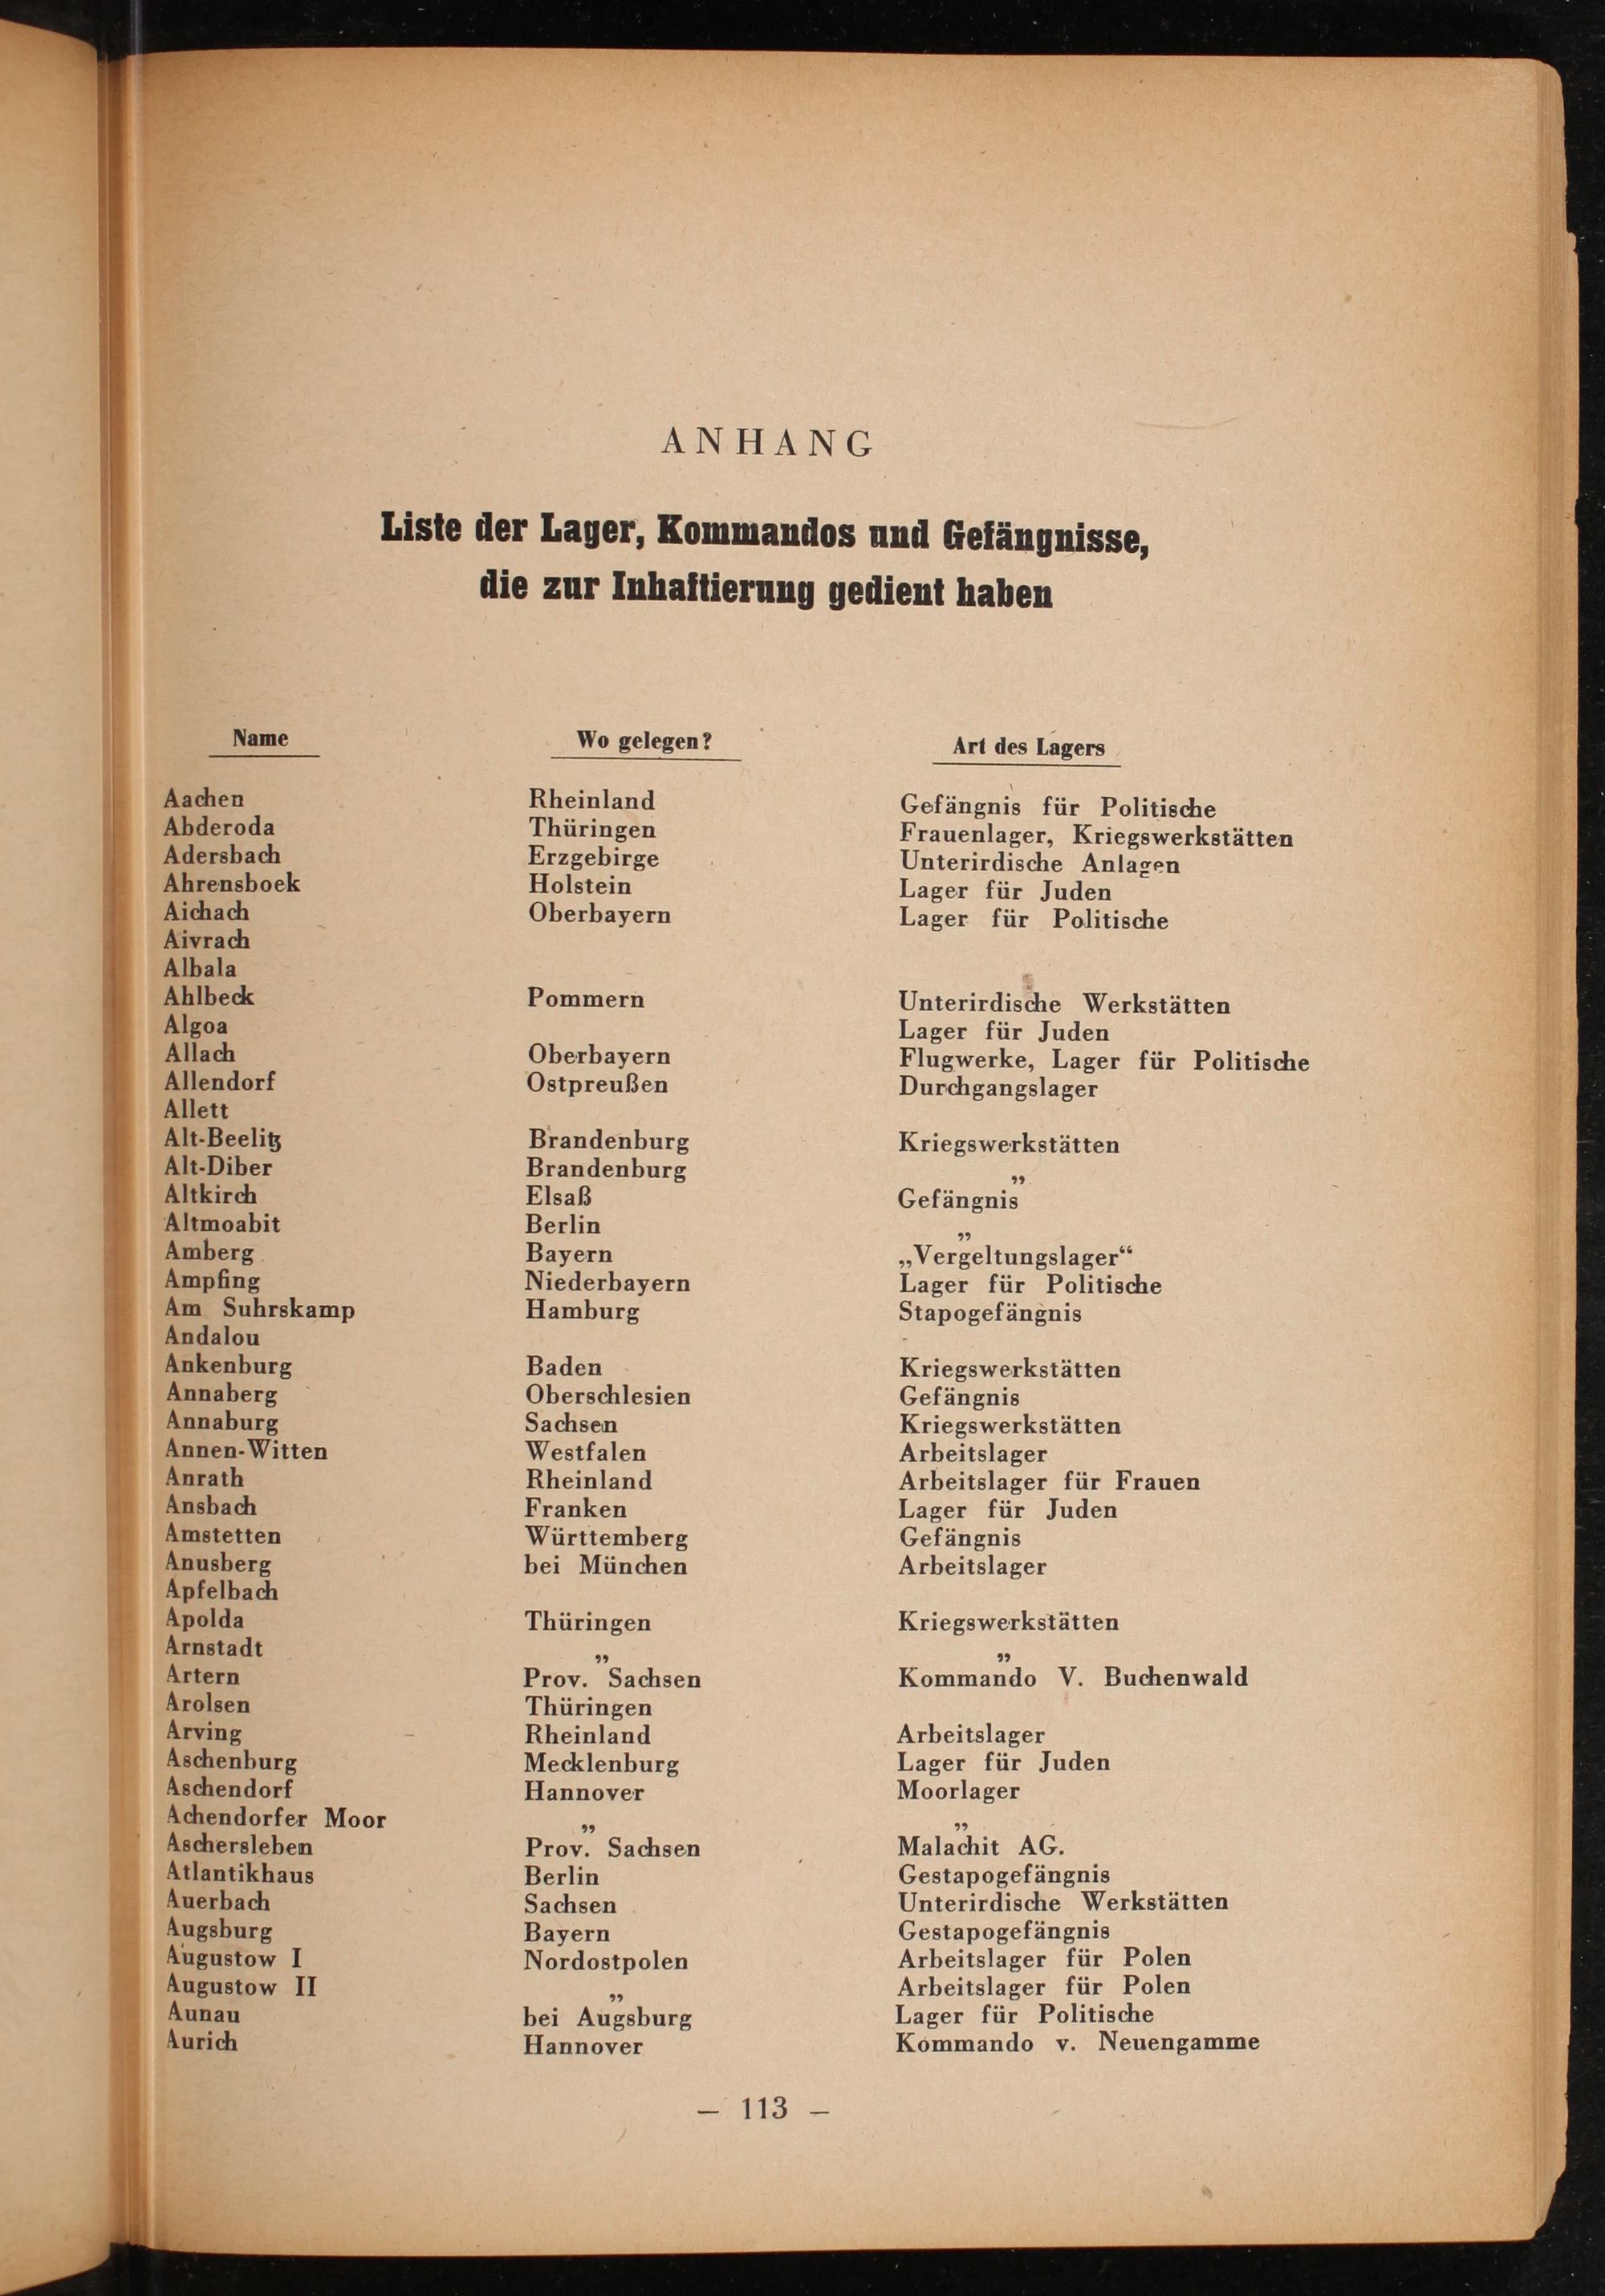 ANHANG
Liste der Lager, Kommandos und Gefängnisse,
die zur Inhaftierung gedient haben
Name Wo gelegen? Art des Lagers
Aachen Rheinland Gefängnis für Politische
Abderoda Thüringen Frauenlager, Kriegswerkstätten
Adersbach Erzgebirge Unterirdische Anlagen
Ahrensboek Holstein Lager für Juden
Aichach Oberbayern Lager für Politische
Aivrach
Albala
Ahlbeck Pommern Unterirdische Werkstätten
Algoa Lager für Juden
Allach Oberbayern Flugwerke, Lager für Politische
Allendorf Ostpreußen Durchgangslager
Allett
Alt-Beelitz Brandenburg Kriegswerkstätten
Alt-Diber Brandenburg „
Altkirch Elsaß Gefängnis
Altmoabit Berlin „
Amberg Bayern „Vergeltungslager“
Ampfing Niederbayern Lager für Politische
Am Suhrskamp Hamburg Stapogefängnis
Andalou
Ankenburg Baden Kriegswerkstätten
Annaberg Oberschlesien Gefängnis
Annaburg Sachsen Kriegswerkstätten
Annen-Witten Westfalen Arbeitslager
Anrath Rheinland Arbeitslager für Frauen
Ansbach Franken Lager für Juden
Amstetten Württemberg Gefängnis
Anusberg bei München Arbeitslager
Apfelbach
Apolda Thüringen Kriegswerkstätten
Arnstadt „ „
Artern Prov. Sachsen Kommando V. Buchenwald
Arolsen Thüringen
Arving Rheinland Arbeitslager
Aschenburg Mecklenburg Lager für Juden
Aschendorf Hannover Moorlager
Achendorfer Moor „ „
Aschersleben Prov. Sachsen Malachit AG.
Atlantikhaus Berlin Gestapogefängnis
Auerbach Sachsen Unterirdische Werkstätten
Augsburg Bayern Gestapogefängnis
Augustow I Nordostpolen Arbeitslager für Polen
Augustow II „ Arbeitslager für Polen
Aunau bei Augsburg Lager für Politische
Aurich Hannover Kommando v. Neuengamme
— 113 —